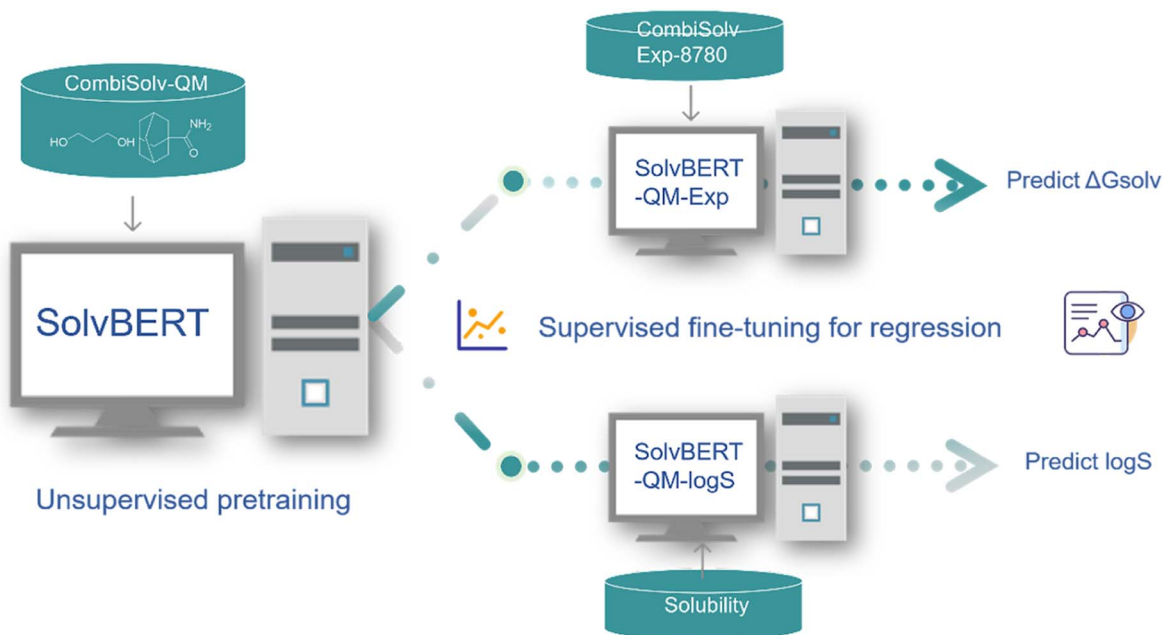 CombiSolv-QM
HO
OH
NH2
O
SolvBERT
Unsupervised pretraining
CombiSolv
Exp-8780
SolvBERT
-QM-Exp
Predict ΔGsolv
Supervised fine-tuning for regression
SolvBERT
-QM-logS
Predict logS
Solubility